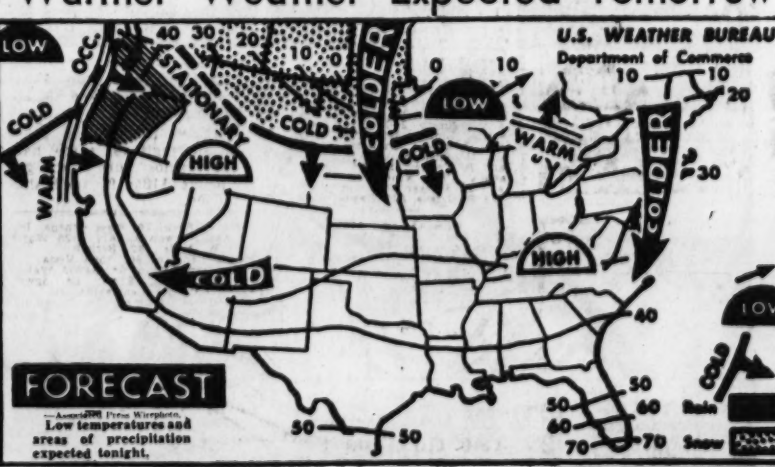 Warmer Weather Expected Tomorrow
U.S. WEATHER BUREAU
Department of Commerce
LOW
OCC.
40 30 20 10 0
0 10
10 10
20
30
STATIONARY
COLD
COLDER
LOW
COLD
WARM
COLDER
COLD
WARM
HIGH
COLD
HIGH
40
LOW
COLD
Rain
Snow
50
50
60
60
70
70
50
50
FORECAST
—Associated Press Wirephoto.
Low temperatures and
areas of precipitation
expected tonight.